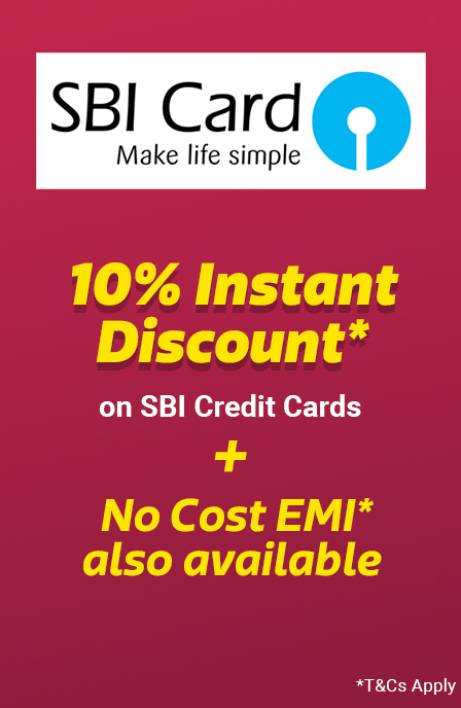 SBI Card
Make life simple
10% Instant
Discount*
on SBI Credit Cards
+
No Cost EMI*
also available
*T&Cs Apply